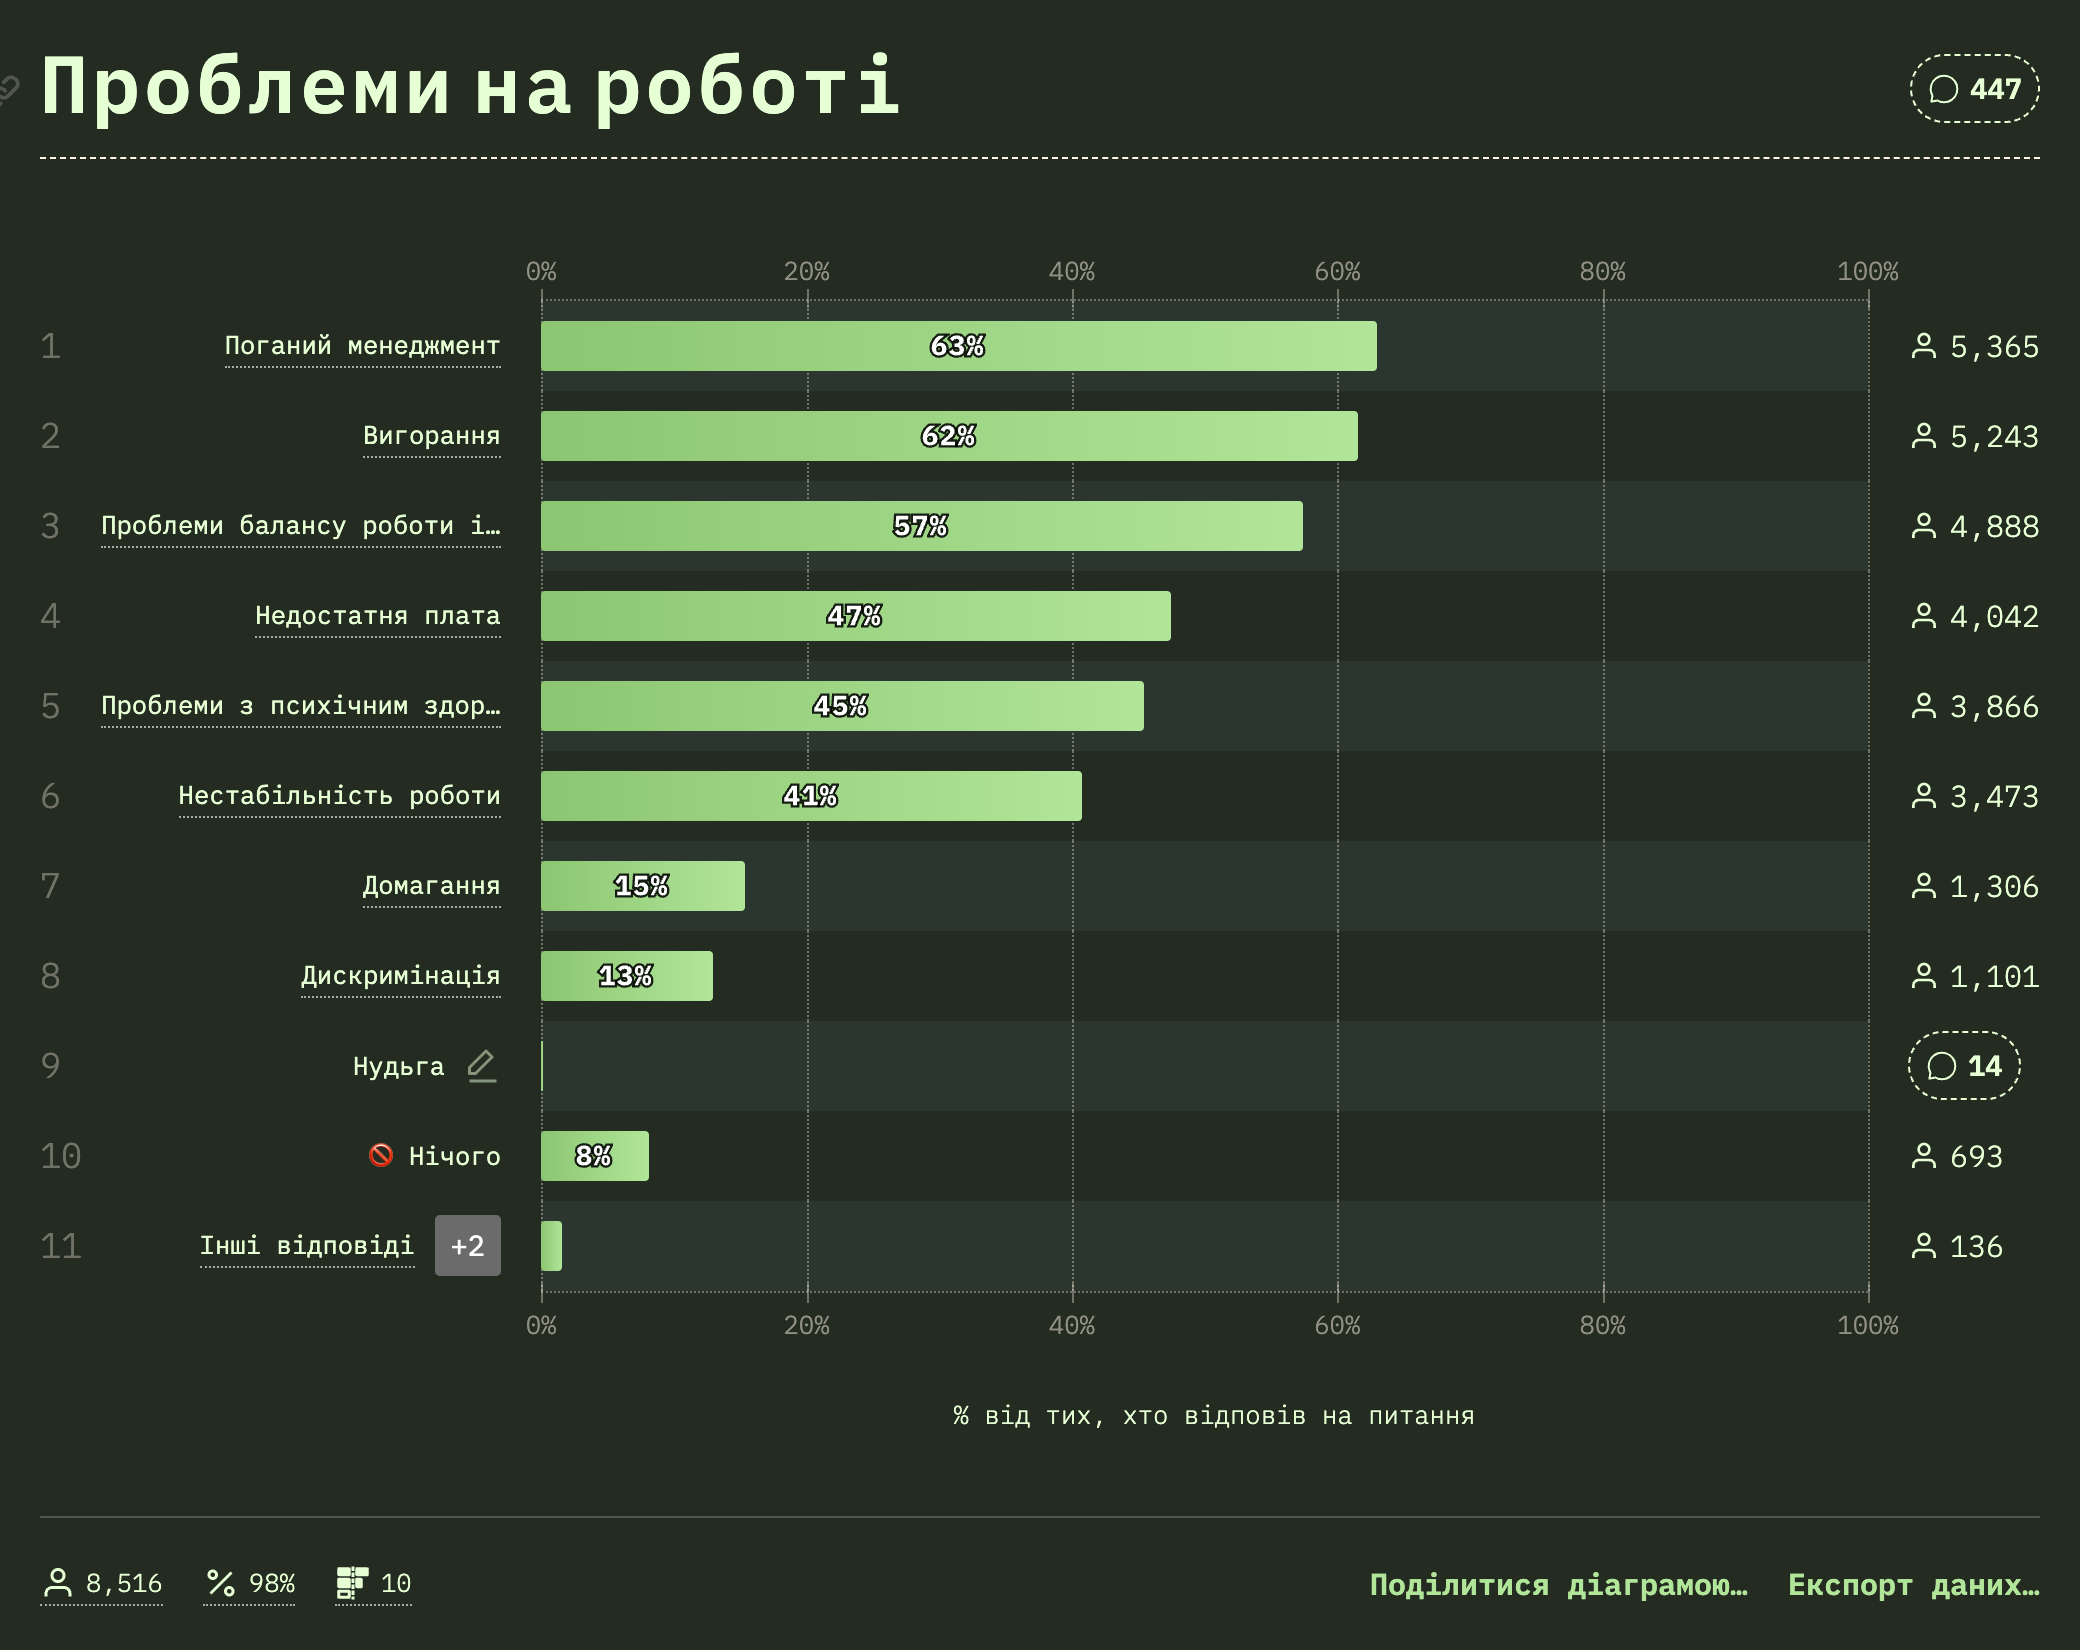 Проблеми на роботі
447
0% 20% 40% 60% 80% 100%
1 Поганий менеджмент 63% 5,365
2 Вигорання 62% 5,243
3 Проблеми балансу роботи і… 57% 4,888
4 Недостатня плата 47% 4,042
5 Проблеми з психічним здор… 45% 3,866
6 Нестабільність роботи 41% 3,473
7 Домагання 15% 1,306
8 Дискримінація 13% 1,101
9 Нудьга 14
10 Нічого 8% 693
11 Інші відповіді +2 136
0% 20% 40% 60% 80% 100%
% від тих, хто відповів на питання
8,516 98% 10 Поділитися діаграмою… Експорт даних…